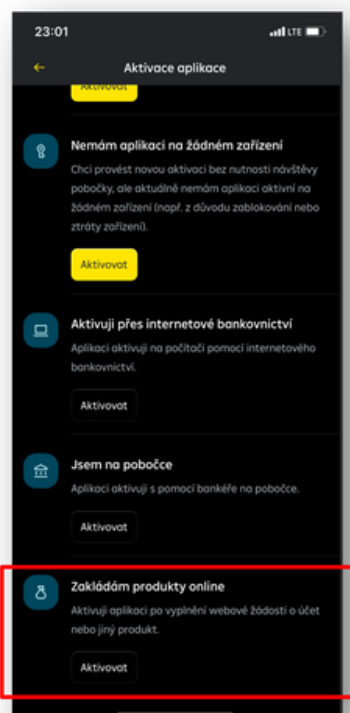 23:01
LTE
Aktivace aplikace
Aktivovat
Nemám aplikaci na žádném zařízení
Chci provést novou aktivaci bez nutnosti návštěvy
pobočky, ale aktuálně nemám aplikaci aktivní na
žádném zařízení (např. z důvodu zablokování nebo
ztráty zařízení).
Aktivovat
Aktivuji přes internetové bankovnictví
Aplikaci aktivuji na počítači pomocí internetového
bankovnictví.
Aktivovat
Jsem na pobočce
Aplikaci aktivuji s pomocí bankéře na pobočce.
Aktivovat
Zakládám produkty online
Aktivuji aplikaci po vyplnění webové žádosti o účet
nebo jiný produkt.
Aktivovat